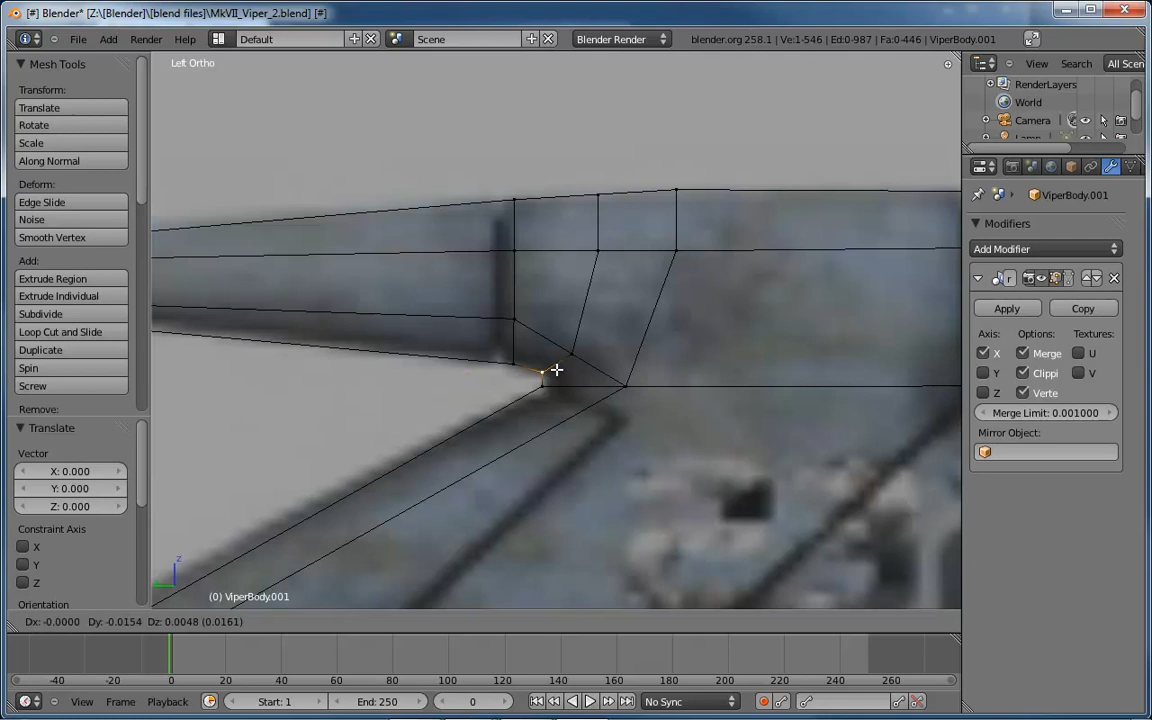 [#] Blender* [Z:\[Blender]\[blend files]\MkVII_Viper_2.blend] [#]
File Add Render Help Default Scene Blender Render blender.org 258.1 | Ve:1-546 | Ed:0-987 | Fa:0-446 | ViperBody.001
Mesh Tools
Transform:
Translate
Rotate
Scale
Along Normal
Deform:
Edge Slide
Noise
Smooth Vertex
Add:
Extrude Region
Extrude Individual
Subdivide
Loop Cut and Slide
Duplicate
Spin
Screw
Remove:
Translate
Vector
X: 0.000
Y: 0.000
Z: 0.000
Constraint Axis
X
Y
Z
Orientation
Left Ortho
z
(0) ViperBody.001
Dx: -0.0000 Dy: -0.0154 Dz: 0.0048 (0.0161)
View Search All Scen
RenderLayers
World
Camera
ViperBody.001
Modifiers
Add Modifier
r
Apply Copy
Axis: Options: Textures:
X Merge U
Y Clippi V
Z Verte
Merge Limit: 0.001000
Mirror Object:
-40 -20 0 20 40 60 80 100 120 140 160 180 200 220 240 260
View Frame Playback Start: 1 End: 250 0 No Sync